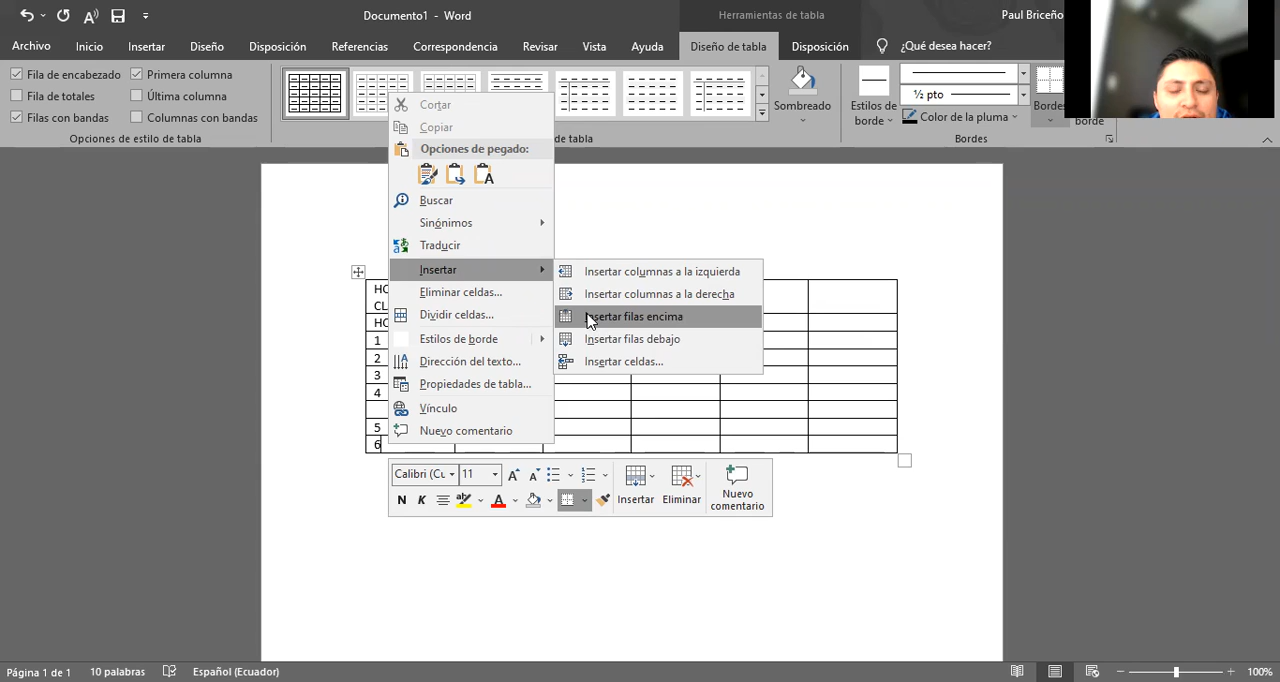 Documento1 - Word
Herramientas de tabla
Paul Briceño
Archivo
Inicio
Insertar
Diseño
Disposición
Referencias
Correspondencia
Revisar
Vista
Ayuda
Diseño de tabla
Disposición
¿Qué desea hacer?
Fila de encabezado
Primera columna
Fila de totales
Última columna
Filas con bandas
Columnas con bandas
Opciones de estilo de tabla
de tabla
Sombreado
Estilos de
borde
½ pto
Color de la pluma
Bordes
borde
Bordes
Cortar
Copiar
Opciones de pegado:
Buscar
Sinónimos
Traducir
Insertar
Eliminar celdas...
Dividir celdas...
Estilos de borde
Dirección del texto...
Propiedades de tabla...
Vínculo
Nuevo comentario
Insertar columnas a la izquierda
Insertar columnas a la derecha
Insertar filas encima
Insertar filas debajo
Insertar celdas...
1
2
3
4
5
6
Calibri (Cu
11
N
K
A
Insertar
Eliminar
Nuevo
comentario
Página 1 de 1
10 palabras
Español (Ecuador)
100%